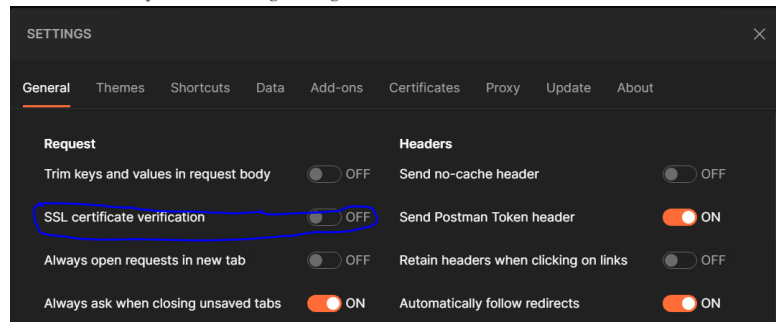 SETTINGS
General Themes Shortcuts Data Add-ons Certificates Proxy Update About
Request Headers
Trim keys and values in request body OFF Send no-cache header OFF
SSL certificate verification OFF Send Postman Token header ON
Always open requests in new tab OFF Retain headers when clicking on links OFF
Always ask when closing unsaved tabs ON Automatically follow redirects ON